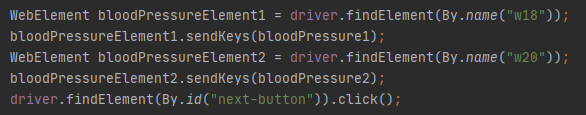 WebElement bloodPressureElement1 = driver.findElement(By.name("w18"));
bloodPressureElement1.sendKeys(bloodPressure1);
WebElement bloodPressureElement2 = driver.findElement(By.name("w20"));
bloodPressureElement2.sendKeys(bloodPressure2);
driver.findElement(By.id("next-button")).click();